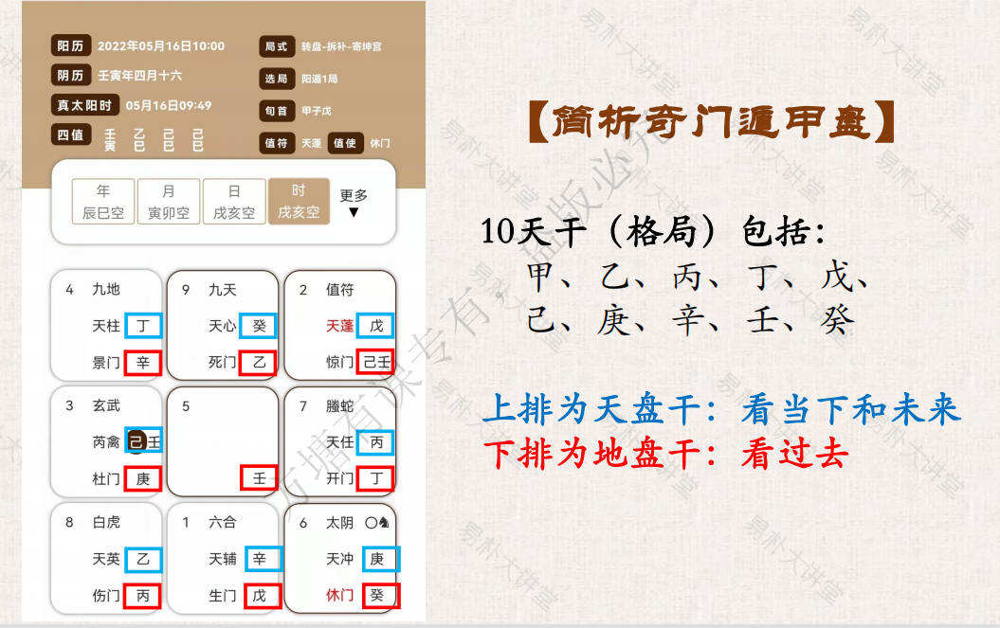 阳历 2022年05月16日10:00 局式 转盘-拆补-寄坤宫
阴历 壬寅年四月十六 选局 阳遁1局
真太阳时 05月16日09:49 旬首 甲子戊
四值 壬寅 乙巳 己巳 己巳 值符 天蓬 值使 休门
年 月 日 时 更多
辰巳空 寅卯空 戌亥空 戌亥空 ▼
4 九地 9 九天 2 值符
天柱 丁 天心 癸 天蓬 戊
景门 辛 死门 乙 惊门 己壬
3 玄武 5 7 螣蛇
芮禽 己壬 天任 丙
杜门 庚 壬 开门 丁
8 白虎 1 六合 6 太阴
天英 乙 天辅 辛 天冲 庚
伤门 丙 生门 戊 休门 癸
【简析奇门遁甲盘】
10天干（格局）包括：
甲、乙、丙、丁、戊、
己、庚、辛、壬、癸
上排为天盘干：看当下和未来
下排为地盘干：看过去
易朴大讲堂